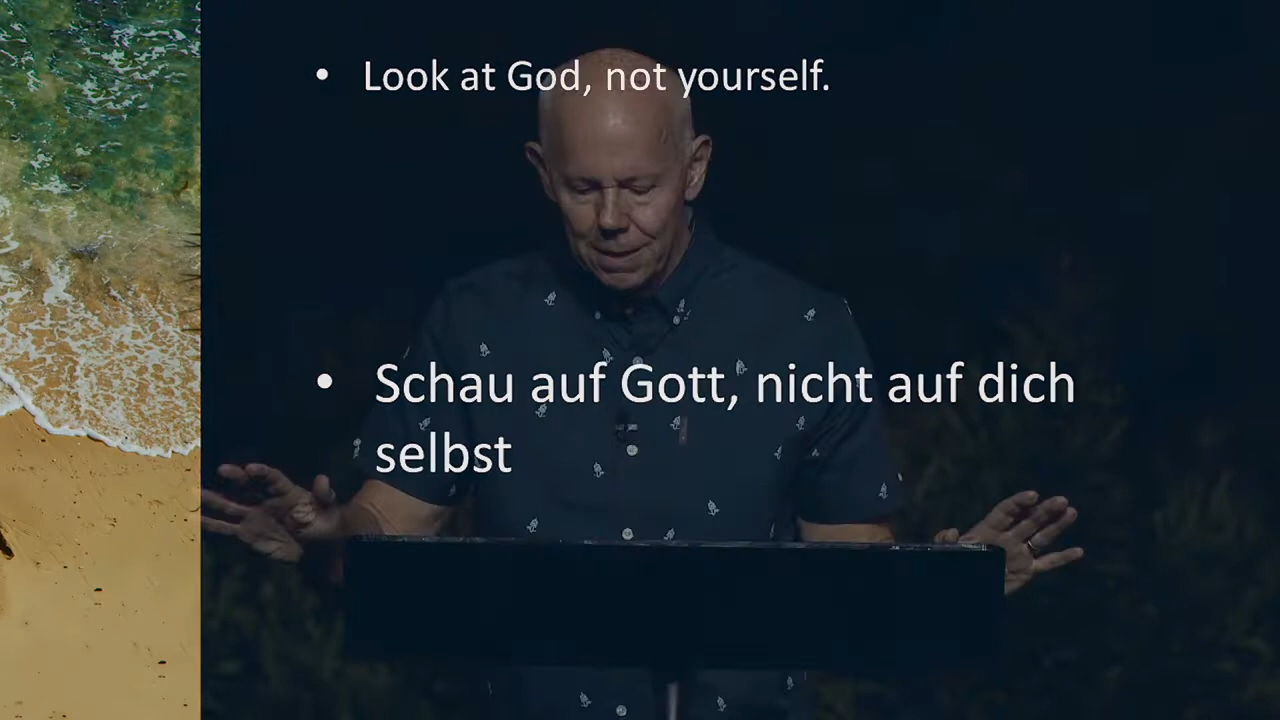 • Look at God, not yourself.
• Schau auf Gott, nicht auf dich
selbst